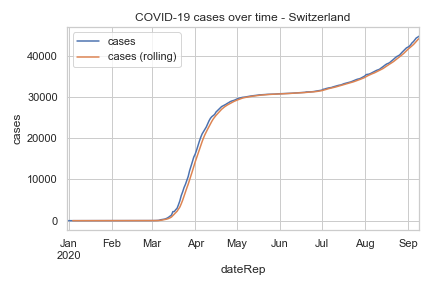 COVID-19 cases over time - Switzerland
cases
cases (rolling)
cases
40000
30000
20000
10000
0
Jan Feb Mar Apr May Jun Jul Aug Sep
2020
dateRep